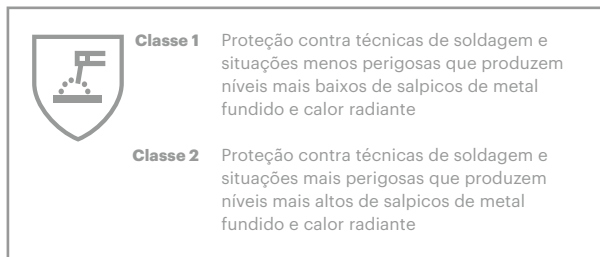 Classe 1 Proteção contra técnicas de soldagem e
situações menos perigosas que produzem
níveis mais baixos de salpicos de metal
fundido e calor radiante
Classe 2 Proteção contra técnicas de soldagem e
situações mais perigosas que produzem
níveis mais altos de salpicos de metal
fundido e calor radiante